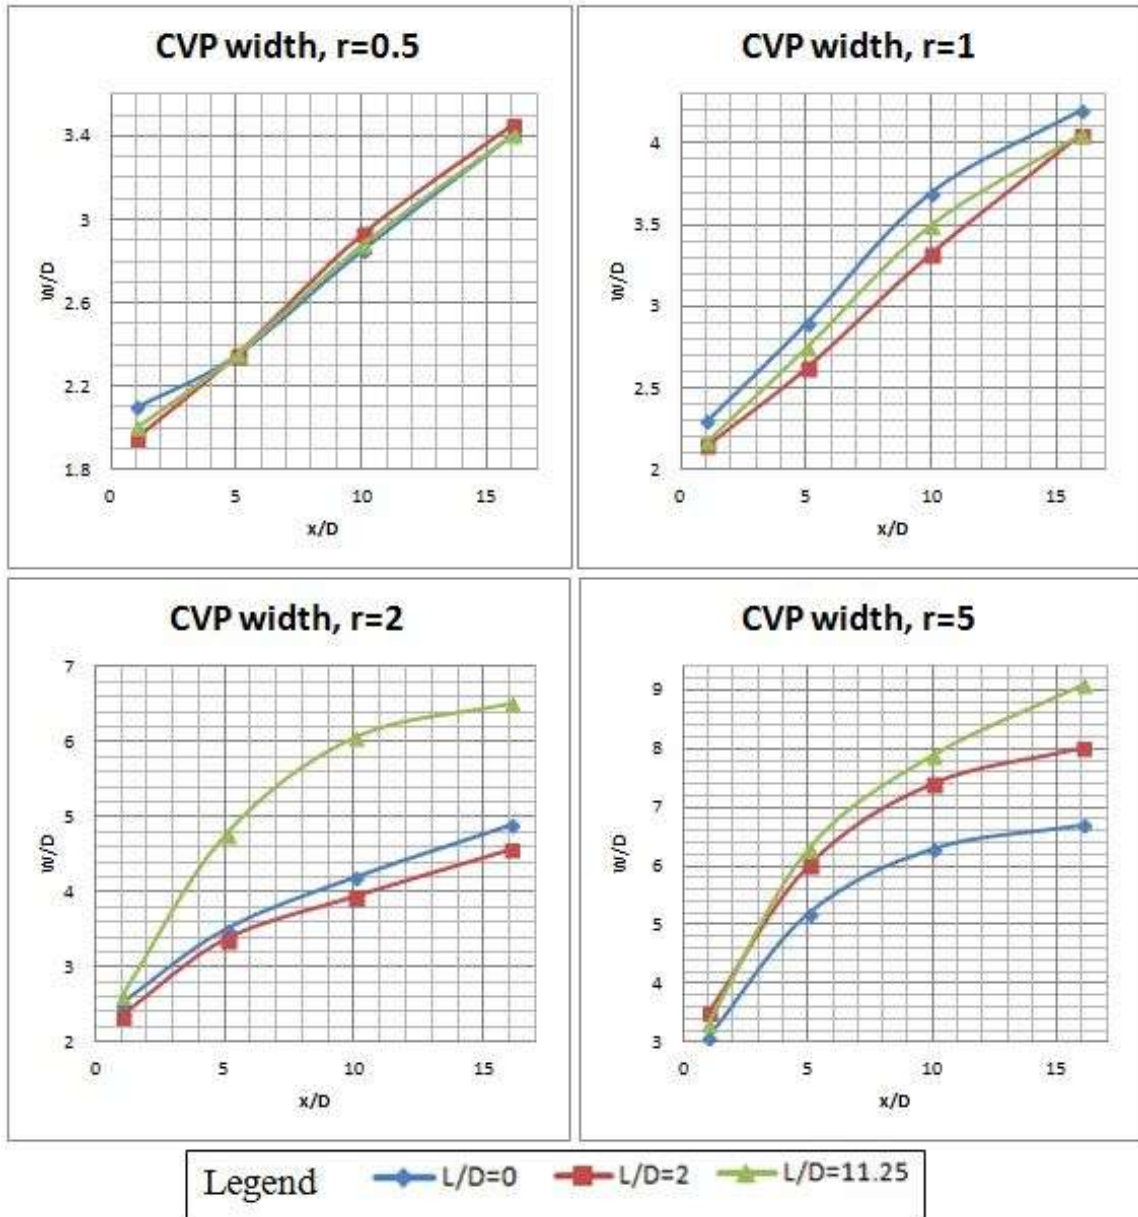 CVP width, r=0.5
W/D
3.4
3
2.6
2.2
1.8
0 5 10 15
x/D
CVP width, r=1
W/D
4
3.5
3
2.5
2
0 5 10 15
x/D
CVP width, r=2
W/D
7
6
5
4
3
2
0 5 10 15
x/D
CVP width, r=5
W/D
9
8
7
6
5
4
3
0 5 10 15
x/D
Legend L/D=0 L/D=2 L/D=11.25